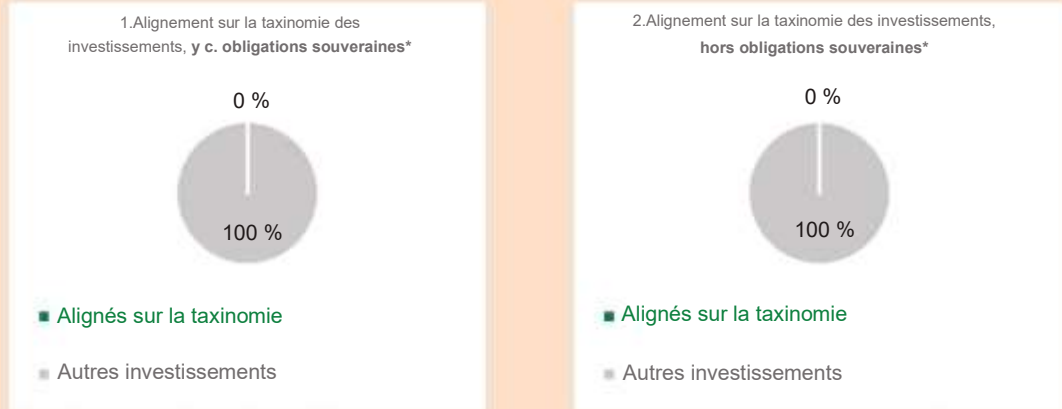 1.Alignement sur la taxinomie des
investissements, y c. obligations souveraines*
0 %
100 %
Alignés sur la taxinomie
Autres investissements
2.Alignement sur la taxinomie des investissements,
hors obligations souveraines*
0 %
100 %
Alignés sur la taxinomie
Autres investissements